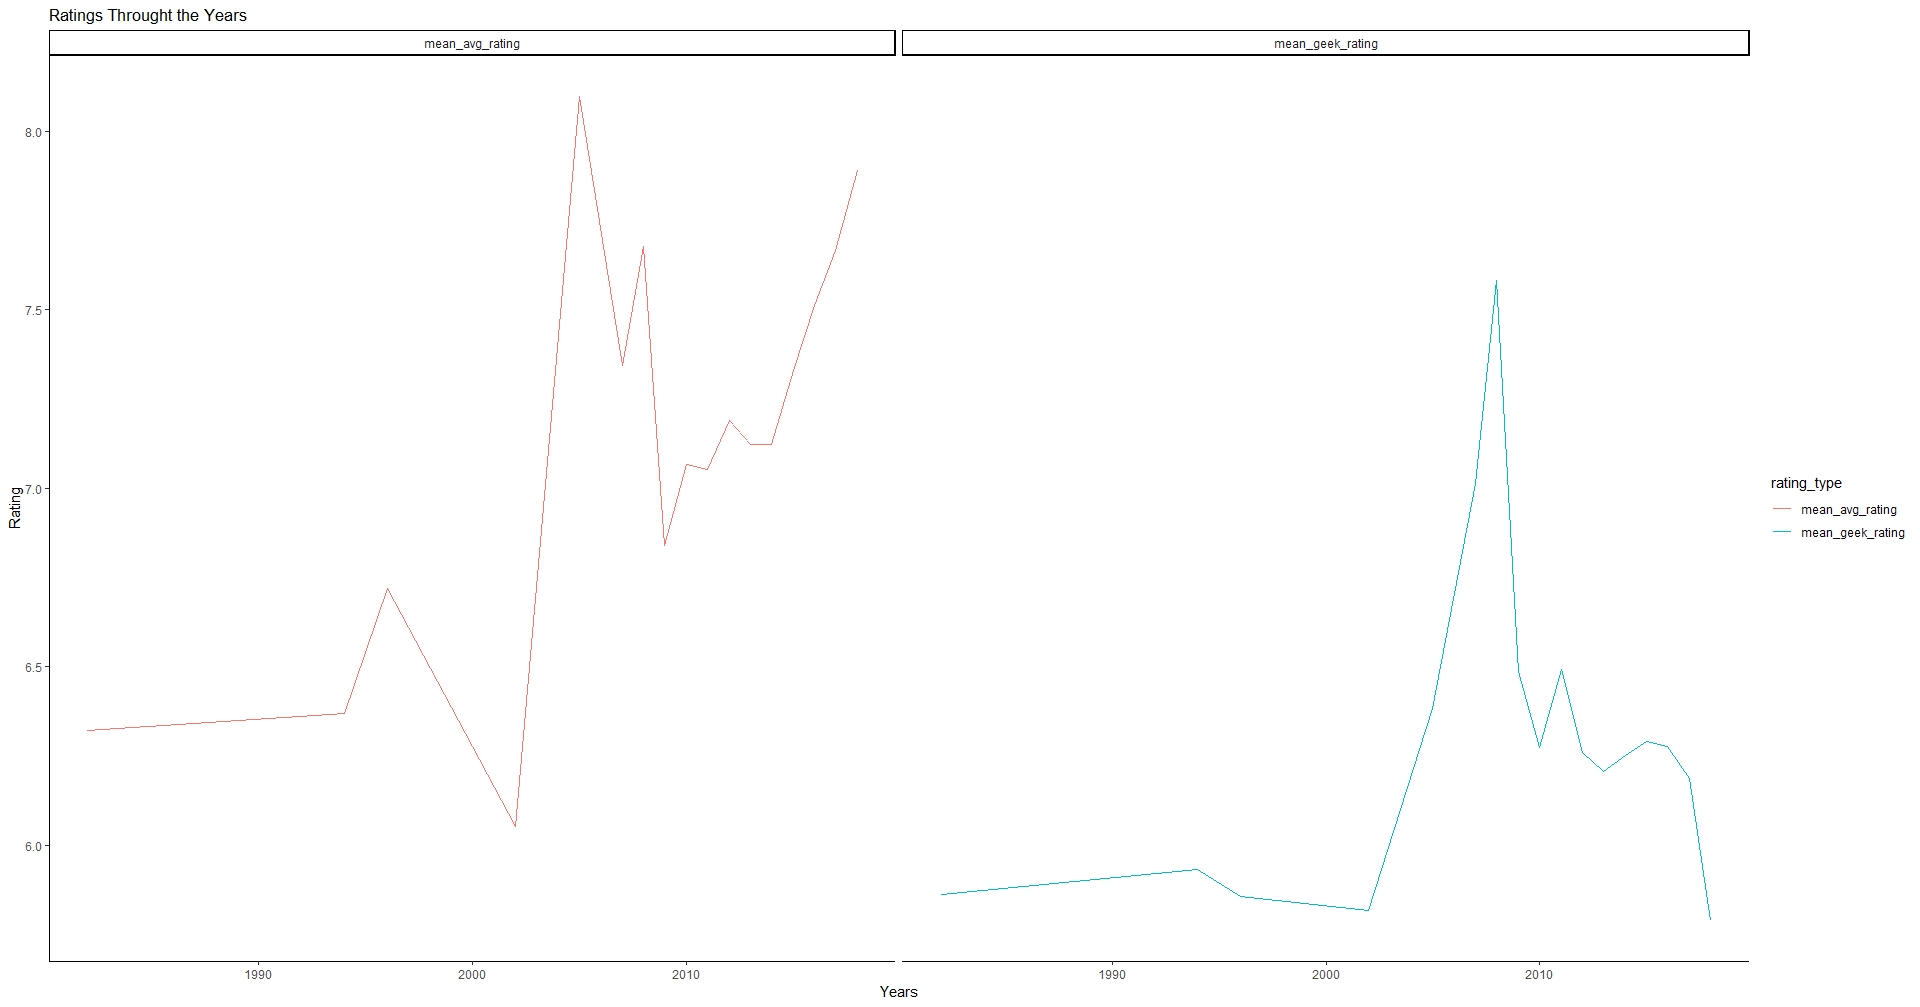 Ratings Throught the Years
mean_avg_rating
mean_geek_rating
8.0
7.5
7.0
6.5
6.0
Rating
1990
2000
2010
1990
2000
2010
Years
rating_type
mean_avg_rating
mean_geek_rating